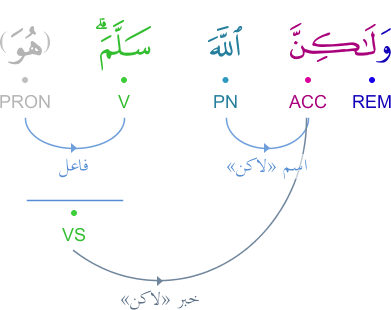 وَلَـٰكِنَّ ٱللَّهَ سَلَّمَ ۗ (هُوَ)
REM ACC PN V PRON
اسم «لاكن» فاعل
VS
خبر «لاكن»